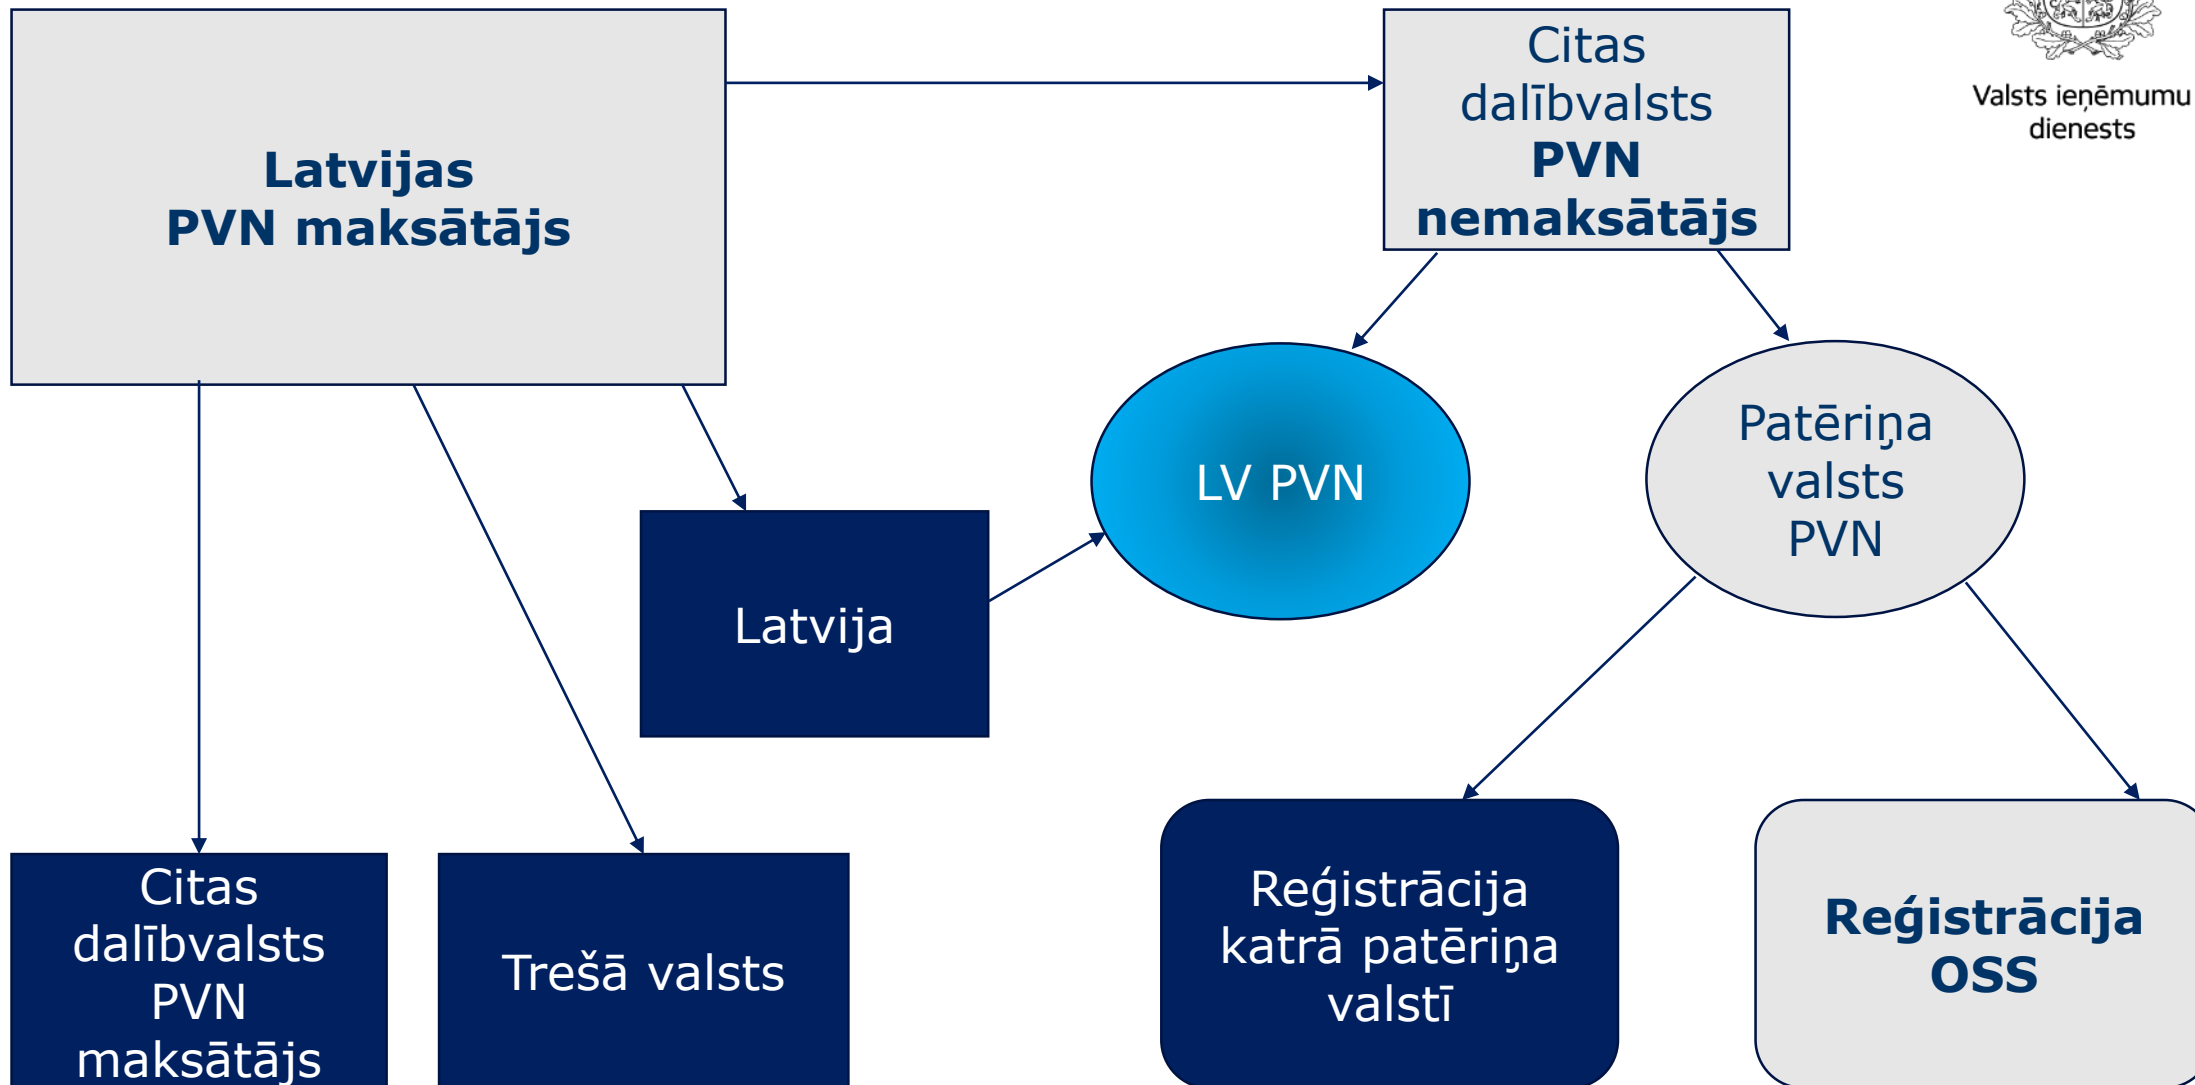 Latvijas
PVN maksātājs
Citas
dalībvalsts
PVN
nemaksātājs
Valsts ieņēmumu
dienests
LV PVN
Patēriņa
valsts
PVN
Latvija
Citas
dalībvalsts
PVN
maksātājs
Trešā valsts
Reģistrācija
katrā patēriņa
valstī
Reģistrācija
OSS